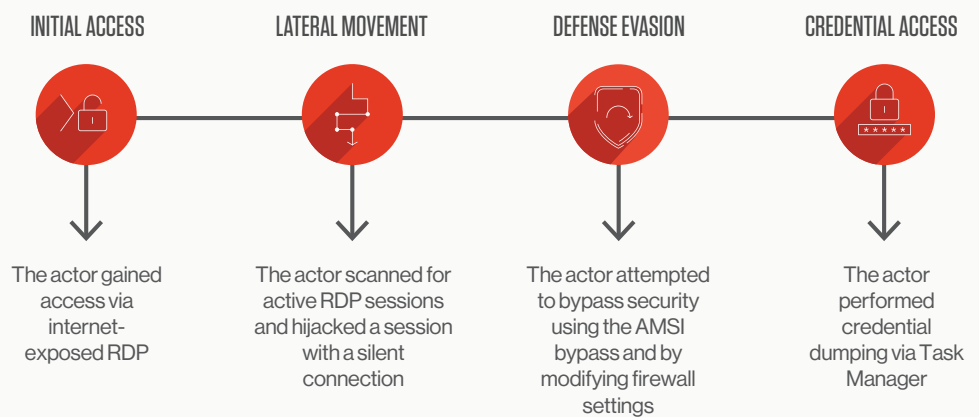 INITIAL ACCESS
The actor gained
access via
internet-
exposed RDP
LATERAL MOVEMENT
The actor scanned for
active RDP sessions
and hijacked a session
with a silent
connection
DEFENSE EVASION
The actor attempted
to bypass security
using the AMSI
bypass and by
modifying firewall
settings
CREDENTIAL ACCESS
*****
The actor
performed
credential
dumping via Task
Manager